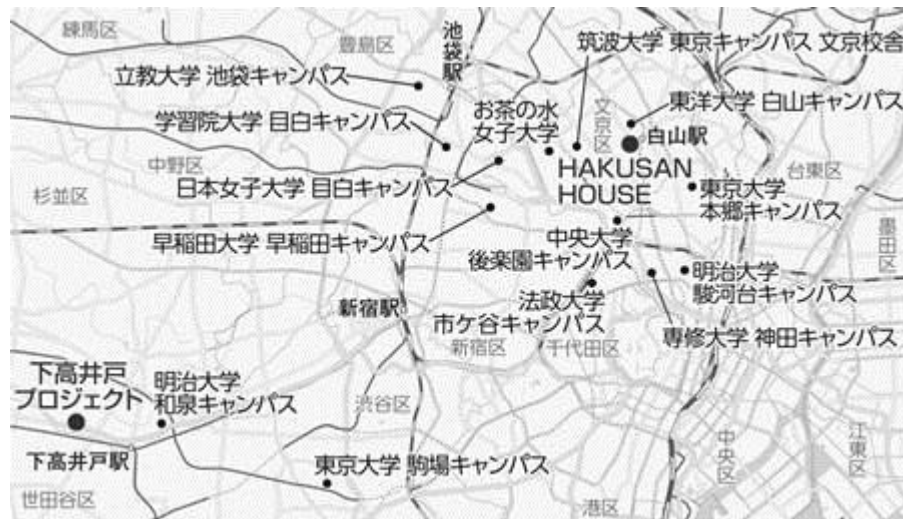 練馬区
豊島区
池袋駅
筑波大学 東京キャンパス 文京校舎
立教大学 池袋キャンパス
お茶の水
女子大学
文京区
東洋大学 白山キャンパス
学習院大学 目白キャンパス
白山駅
中野区
HAKUSAN
HOUSE
台東区
杉並区
日本女子大学 目白キャンパス
東京大学
本郷キャンパス
早稲田大学 早稲田キャンパス
中央大学
後楽園キャンパス
墨田区
明治大学
駿河台キャンパス
新宿駅
法政大学
市ケ谷キャンパス
専修大学 神田キャンパス
新宿区
千代田区
下高井戸
プロジェクト
明治大学
和泉キャンパス
渋谷区
下高井戸駅
東京大学 駒場キャンパス
中央区
江東区
世田谷区
港区